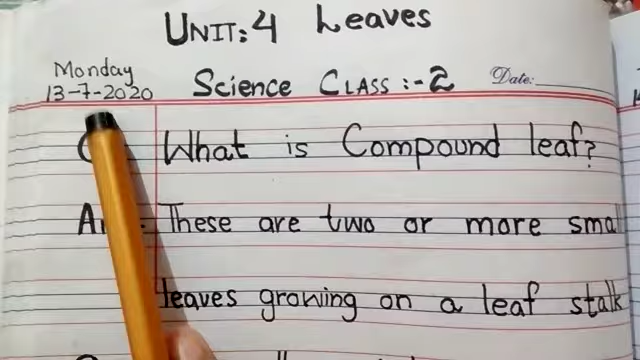 UNIT:4 Leaves
Monday
13-7-2020
Science CLASS:-2 Date:
What is Compound leaf?
These are two or more small
leaves growing on a leaf stalk